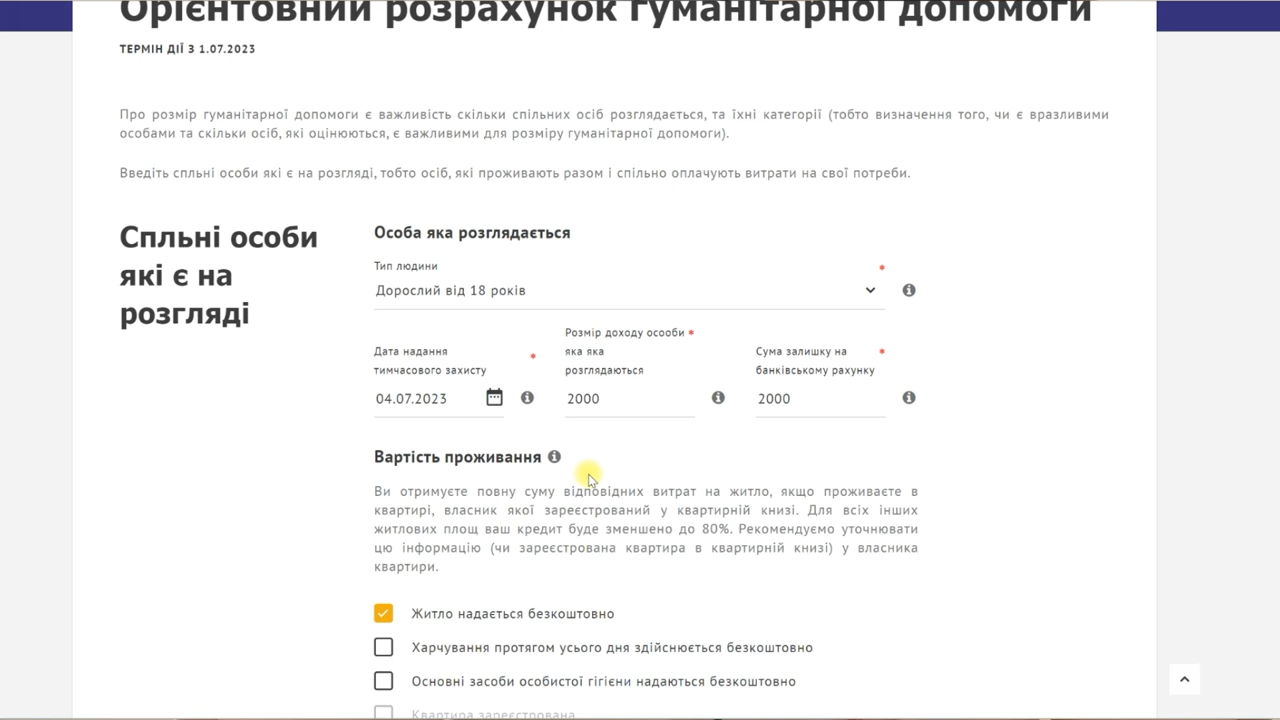 Орієнтовний розрахунок гуманітарної допомоги
ТЕРМІН ДІЇ З 1.07.2023
Про розмір гуманітарної допомоги є важливість скільки спільних осіб розглядається, та їхні категорії (тобто визначення того, чи є вразливими
особами та скільки осіб, які оцінюються, є важливими для розміру гуманітарної допомоги).
Введіть спльні особи які є на розгляді, тобто осіб, які проживають разом і спільно оплачують витрати на свої потреби.
Спльні особи
які є на
розгляді
Особа яка розглядається
Тип людини *
Дорослий від 18 років
Дата надання
тимчасового захисту *
04.07.2023
Розмір доходу осооби *
яка яка
розглядаються
2000
Сума залишку на *
банківському рахунку
2000
Вартість проживання
Ви отримуєте повну суму відповідних витрат на житло, якщо проживаєте в
квартирі, власник якої зареєстрований у квартирній книзі. Для всіх інших
житлових площ ваш кредит буде зменшено до 80%. Рекомендуємо уточнювати
цю інформацію (чи зареєстрована квартира в квартирній книзі) у власника
квартири.
Житло надається безкоштовно
Харчування протягом усього дня здійснюється безкоштовно
Основні засоби особистої гігієни надаються безкоштовно
Квартира зареєстрована